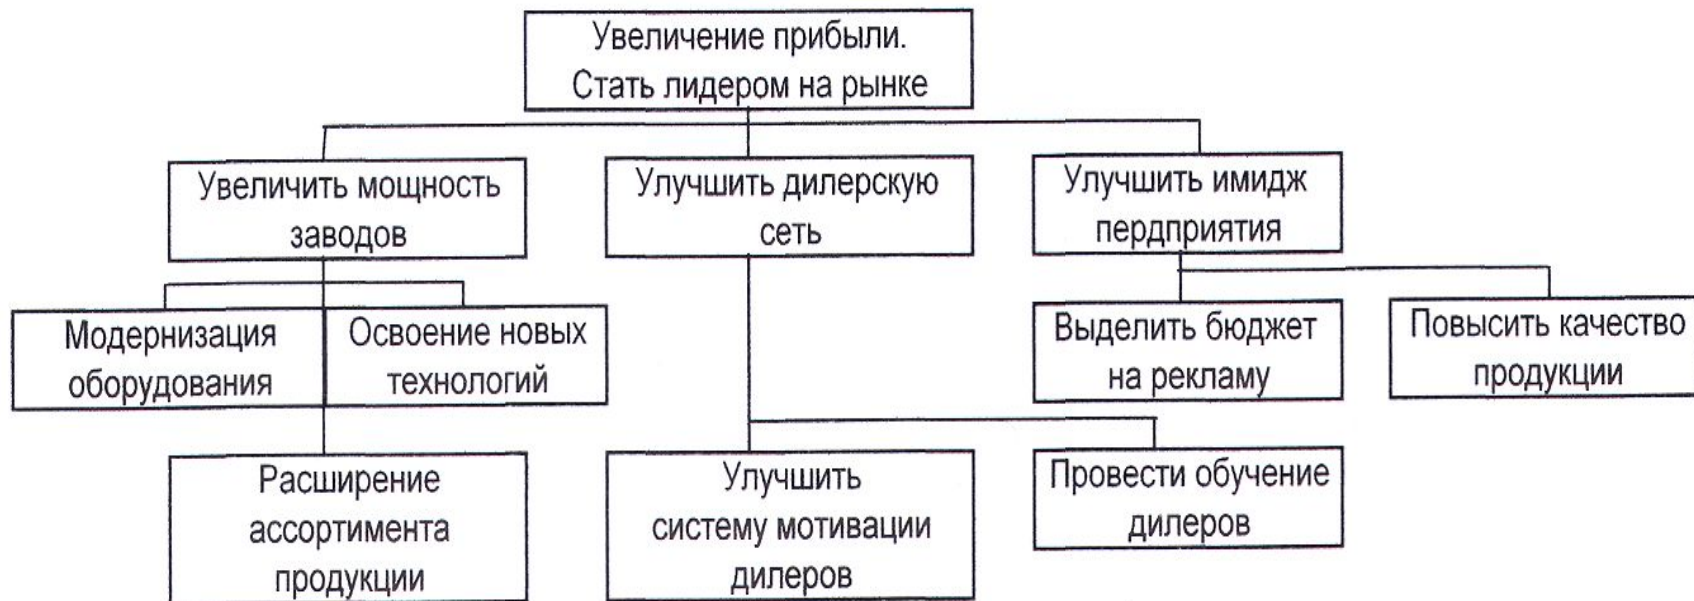 Увеличение прибыли.
Стать лидером на рынке
Увеличить мощность
заводов
Улучшить дилерскую
сеть
Улучшить имидж
пердприятия
Модернизация
оборудования
Освоение новых
технологий
Выделить бюджет
на рекламу
Повысить качество
продукции
Расширение
ассортимента
продукции
Улучшить
систему мотивации
дилеров
Провести обучение
дилеров